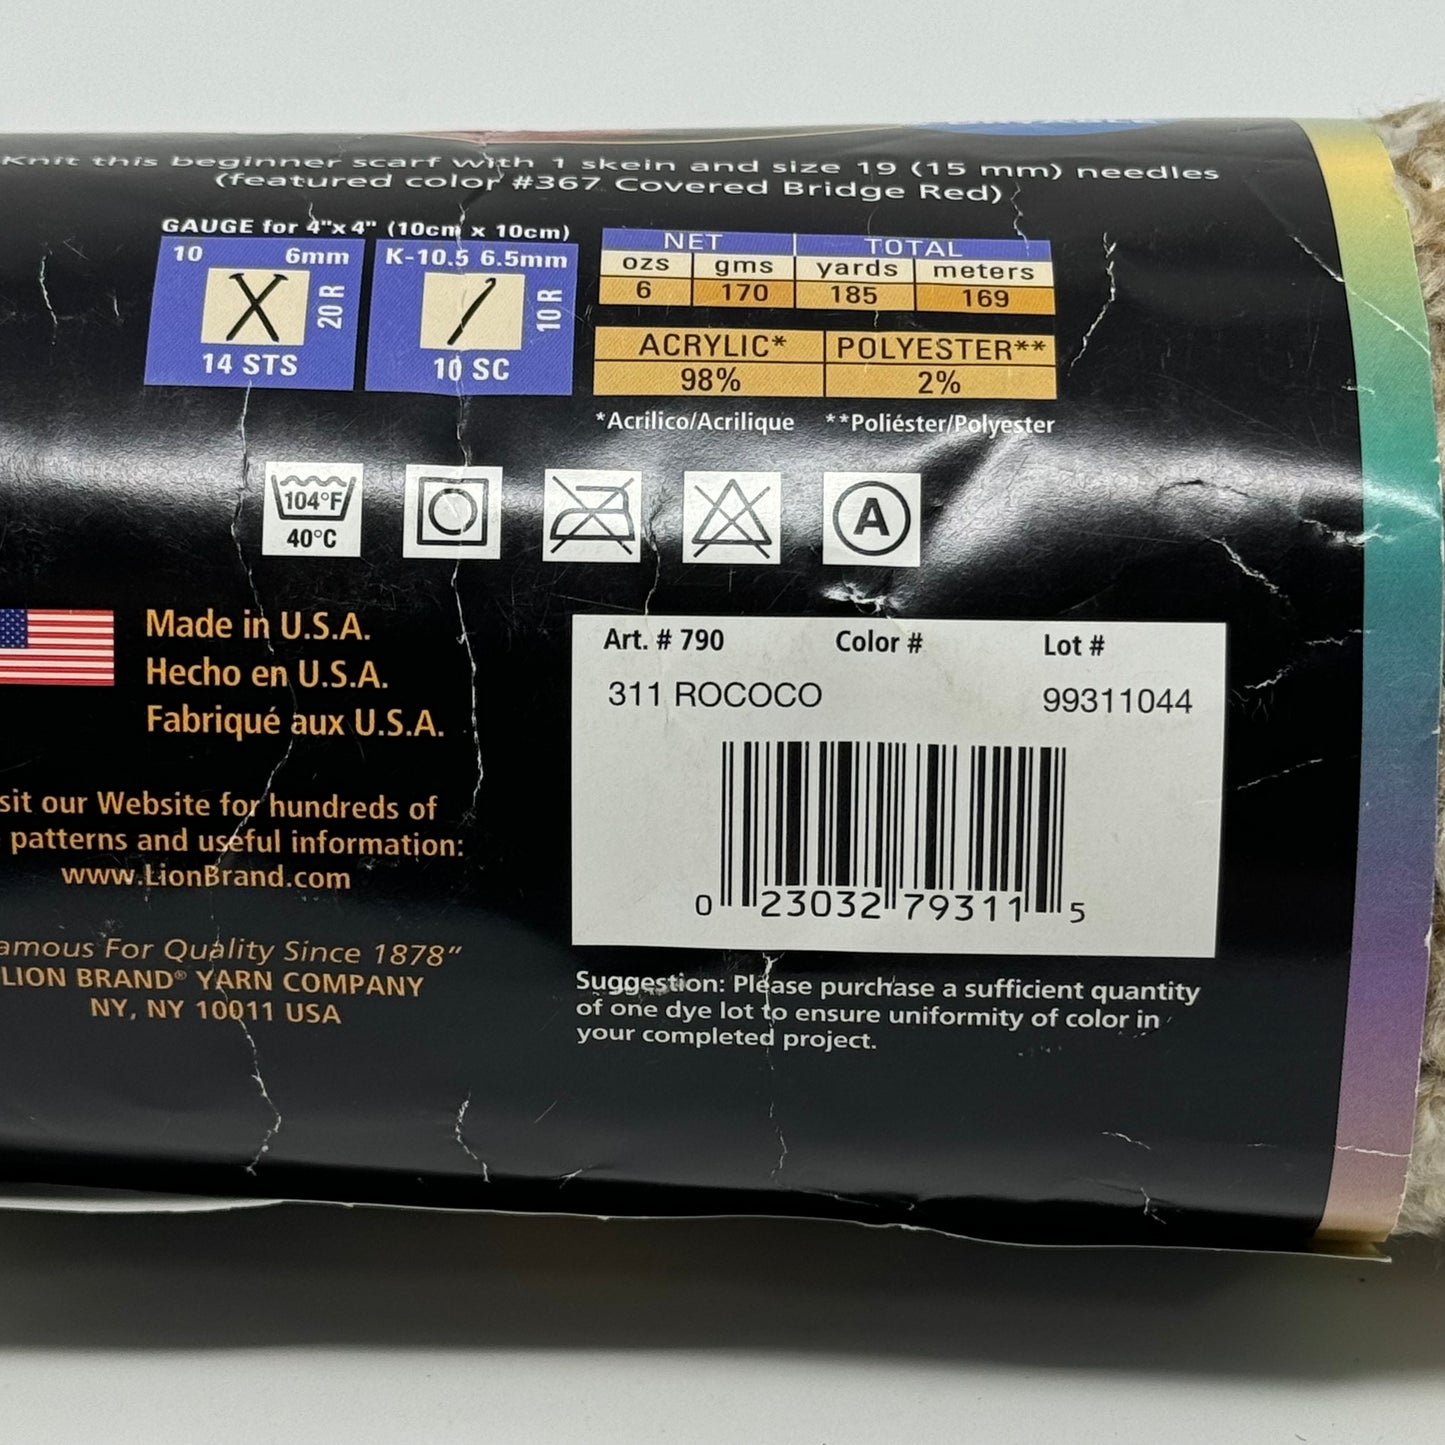 Knit this beginner scarf with 1 skein and size 19 (15 mm) needles
(featured color #367 Covered Bridge Red)
GAUGE for 4"x 4" (10cm x 10cm)
10 6mm
20 R
14 STS
K-10.5 6.5mm
10 R
10 SC
NET TOTAL
ozs gms yards meters
6 170 185 169
ACRYLIC* POLYESTER**
98% 2%
*Acrilico/Acrilique **Poliéster/Polyester
104°F
40°C
A
Made in U.S.A.
Hecho en U.S.A.
Fabriqué aux U.S.A.
sit our Website for hundreds of
patterns and useful information:
www.LionBrand.com
amous For Quality Since 1878"
LION BRAND® YARN COMPANY
NY, NY 10011 USA
Art. # 790 Color # Lot #
311 ROCOCO 99311044
0 23032 79311 5
Suggestion: Please purchase a sufficient quantity
of one dye lot to ensure uniformity of color in
your completed project.